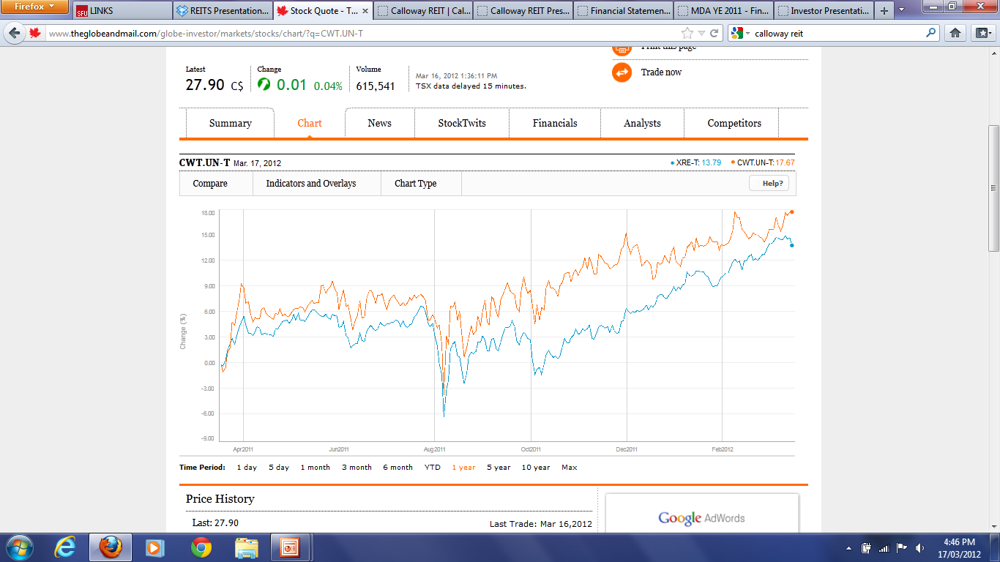 Firefox
SFU LINKS
REITS Presentation...
Stock Quote - T...
Calloway REIT | Cal...
Calloway REIT Pres...
Financial Statemen...
MDA YE 2011 - Fin...
Investor Presentati...
www.theglobeandmail.com/globe-investor/markets/stocks/chart/?q=CWT.UN-T
calloway reit
Print this page
Trade now
Latest
27.90 C$
Change
0.01 0.04%
Volume
615,541
Mar 16, 2012 1:36:11 PM
TSX data delayed 15 minutes.
Summary
Chart
News
StockTwits
Financials
Analysts
Competitors
CWT.UN-T Mar. 17, 2012
XRE-T: 13.79 CWT.UN-T: 17.67
Compare
Indicators and Overlays
Chart Type
Help?
18.00
15.00
12.00
9.00
6.00
3.00
0.00
-3.00
-6.00
-9.00
Change (%)
Apr2011
Jun2011
Aug2011
Oct2011
Dec2011
Feb2012
Time Period: 1 day 5 day 1 month 3 month 6 month YTD 1 year 5 year 10 year Max
Price History
Last: 27.90
Last Trade: Mar 16,2012
Google AdWords
4:46 PM
17/03/2012